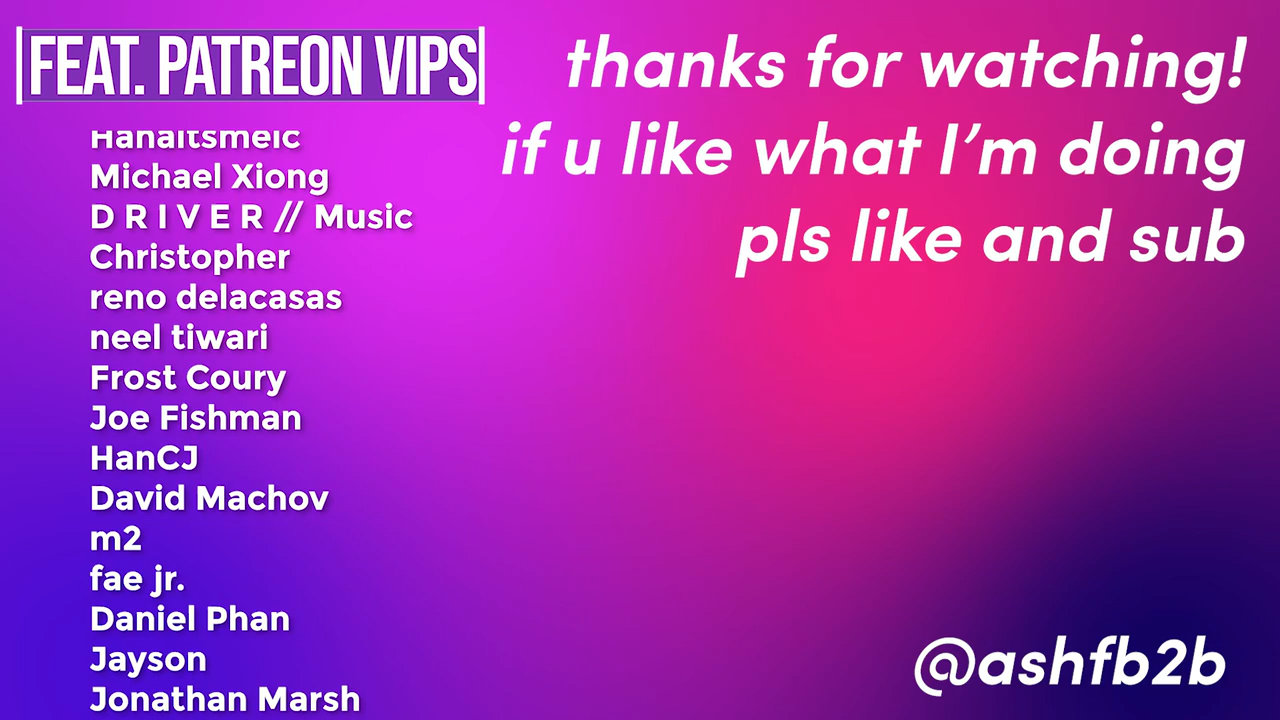 FEAT. PATREON VIPS
Michael Xiong
D R I V E R // Music
Christopher
reno delacasas
neel tiwari
Frost Coury
Joe Fishman
HanCJ
David Machov
m2
fae jr.
Daniel Phan
Jayson
Jonathan Marsh
thanks for watching!
if u like what I’m doing
pls like and sub
@ashfb2b